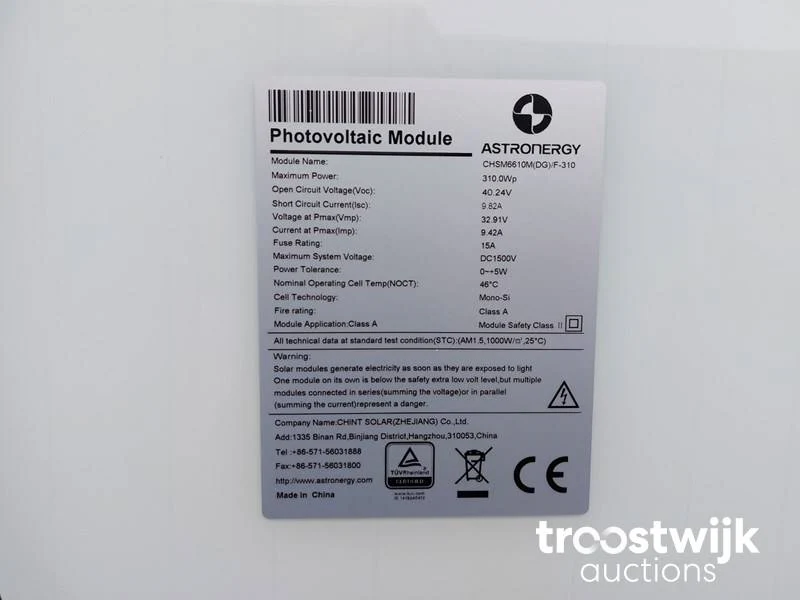 Photovoltaic Module
ASTRONERGY
Module Name: CHSM6610M(DG)/F-310
Maximum Power: 310.0Wp
Open Circuit Voltage(Voc): 40.24V
Short Circuit Current(Isc): 9.82A
Voltage at Pmax(Vmp): 32.91V
Current at Pmax(Imp): 9.42A
Fuse Rating: 15A
Maximum System Voltage: DC1500V
Power Tolerance: 0~+5W
Nominal Operating Cell Temp(NOCT): 46°C
Cell Technology: Mono-Si
Fire rating: Class A
Module Application:Class A Module Safety Class II
All technical data at standard test condition(STC):(AM1.5,1000W/㎡,25°C)
Warning:
Solar modules generate electricity as soon as they are exposed to light
One module on its own is below the safety extra low volt level,but multiple
modules connected in series(summing the voltage)or in parallel
(summing the current)represent a danger.
Company Name:CHINT SOLAR(ZHEJIANG) Co.,Ltd.
Add:1335 Binan Rd,Binjiang District,Hangzhou,310053,China
Tel :+86-571-56031888
Fax:+86-571-56031800
http://www.astronergy.com
Made in China
TÜVRheinland
CERTIFIED
www.tuv.com
CE
troostwijk
auctions